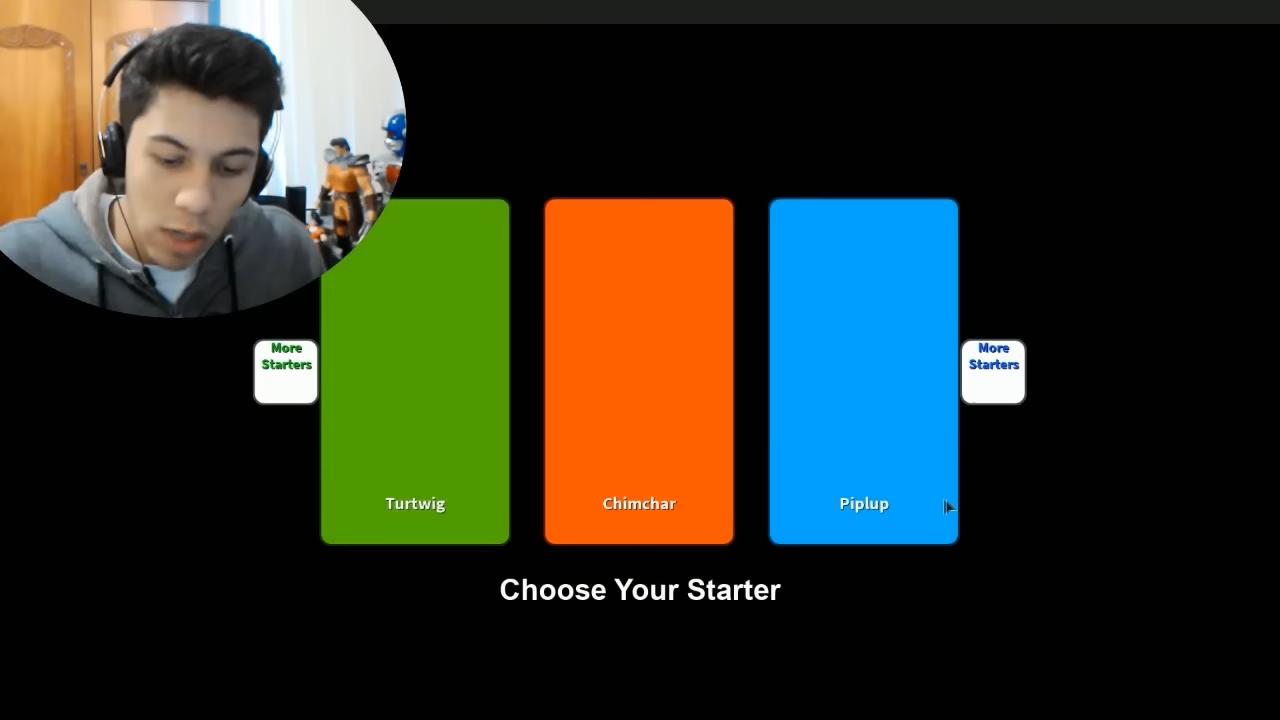 More
Starters
More
Starters
Turtwig
Chimchar
Piplup
Choose Your Starter